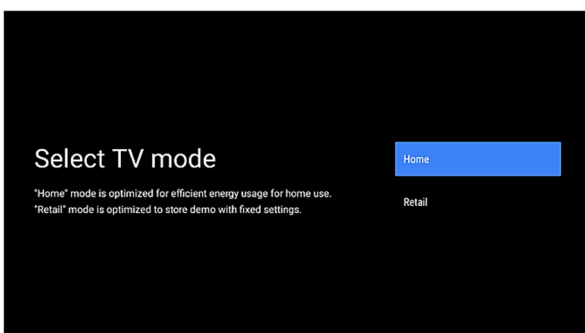 Select TV mode
"Home" mode is optimized for efficient energy usage for home use.
"Retail" mode is optimized to store demo with fixed settings.
Home
Retail